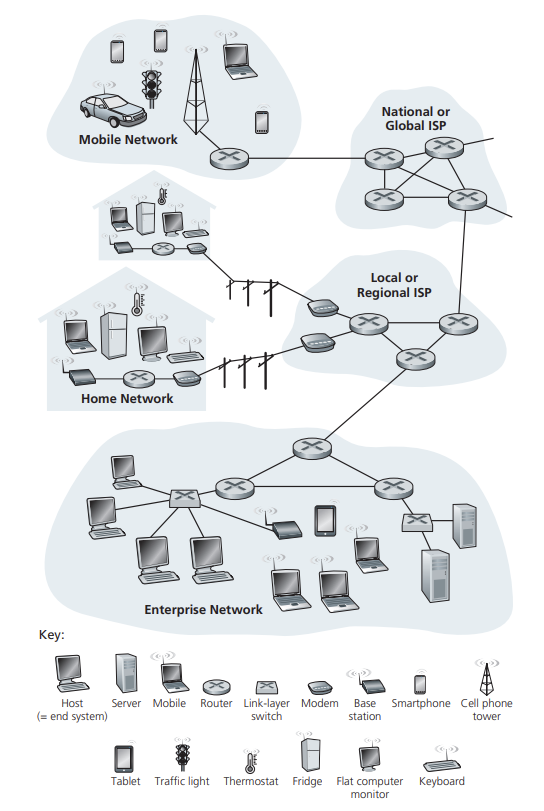 National or
Global ISP
Mobile Network
Local or
Regional ISP
Home Network
Enterprise Network
Key:
Host
(= end system)
Server
Mobile
Router
Link-layer
switch
Modem
Base
station
Smartphone
Cell phone
tower
Tablet
Traffic light
Thermostat
Fridge
Flat computer
monitor
Keyboard